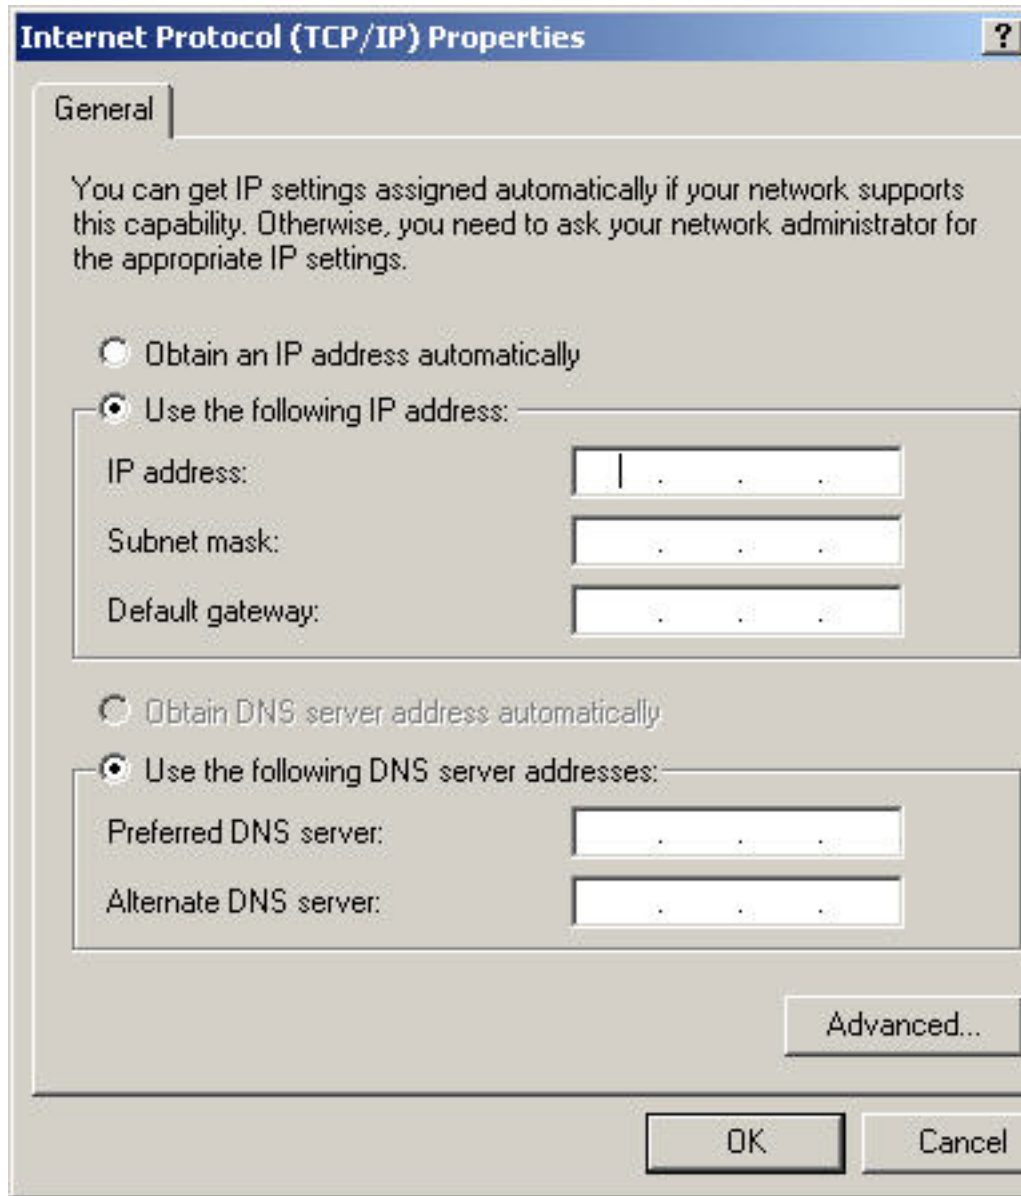 Internet Protocol (TCP/IP) Properties
?
General
You can get IP settings assigned automatically if your network supports
this capability. Otherwise, you need to ask your network administrator for
the appropriate IP settings.
Obtain an IP address automatically
Use the following IP address:
IP address:
. . .
Subnet mask:
. . .
Default gateway:
. . .
Obtain DNS server address automatically
Use the following DNS server addresses:
Preferred DNS server:
. . .
Alternate DNS server:
. . .
Advanced...
OK
Cancel